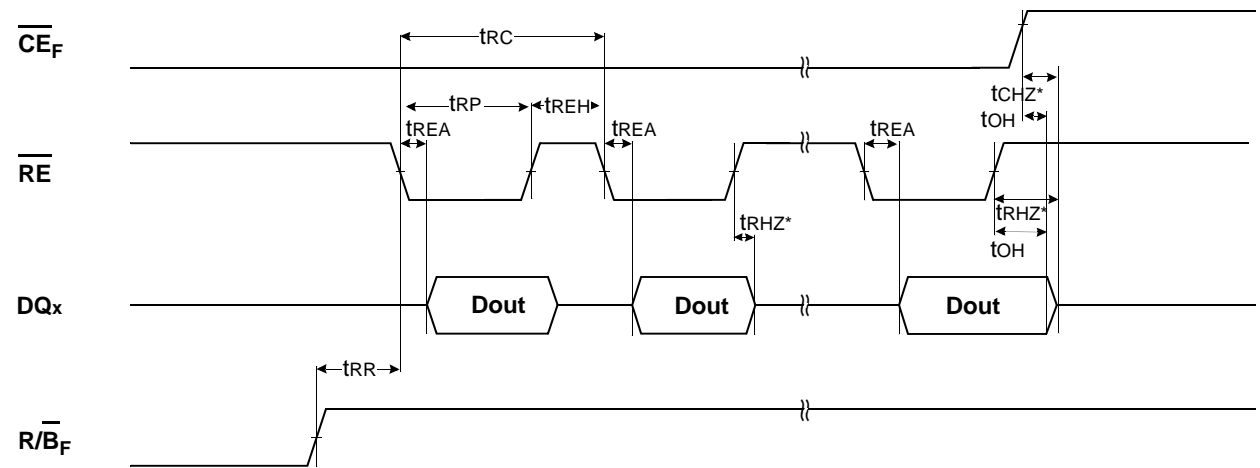 CEF
tRC
tCHZ*
tRP
tREH
tOH
tREA
tREA
tREA
RE
tRHZ*
tRHZ*
tOH
DQx
Dout
Dout
Dout
tRR
R/BF